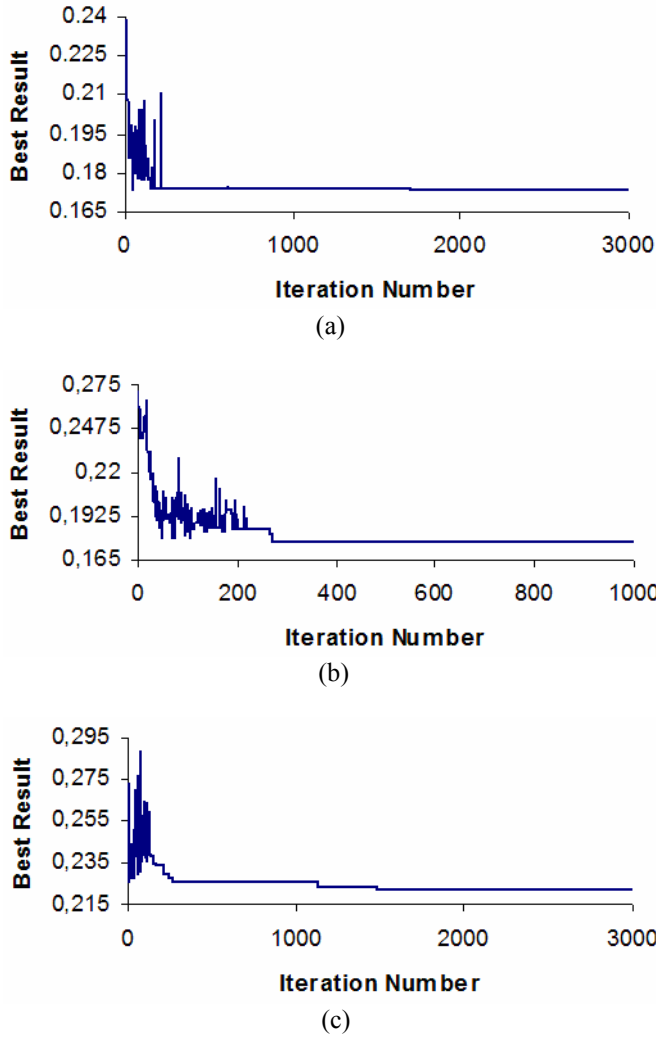 0.24
0.225
0.21
0.195
0.18
0.165
Best Result
0 1000 2000 3000
Iteration Number
(a)
0,275
0,2475
0,22
0,1925
0,165
Best Result
0 200 400 600 800 1000
Iteration Number
(b)
0,295
0,275
0,255
0,235
0,215
Best Result
0 1000 2000 3000
Iteration Number
(c)